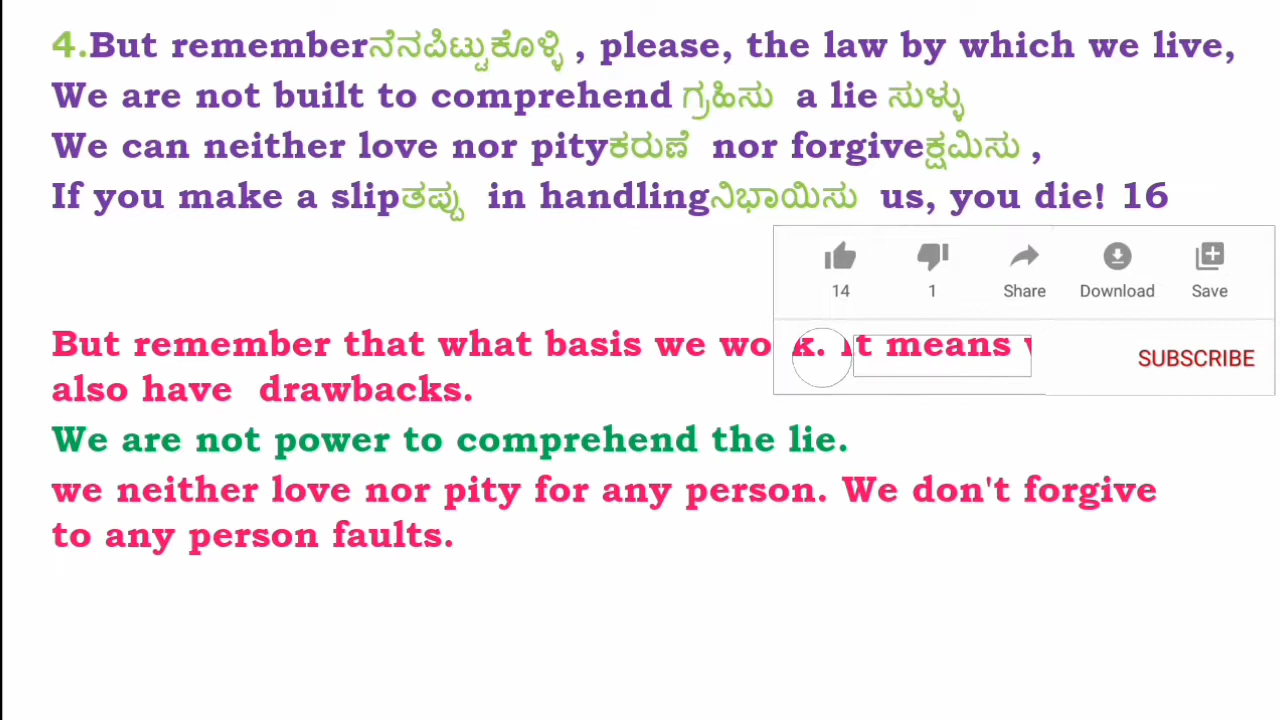 4.But rememberನೆನಪಿಟ್ಟುಕೊಳ್ಳಿ , please, the law by which we live,
We are not built to comprehend ಗ್ರಹಿಸು a lie ಸುಳ್ಳು
We can neither love nor pityಕರುಣೆ nor forgiveಕ್ಷಮಿಸು ,
If you make a slipತಪ್ಪು in handlingನಿಭಾಯಿಸು us, you die! 16
14 1 Share Download Save
But remember that what basis we work. It means
SUBSCRIBE
also have drawbacks.
We are not power to comprehend the lie.
we neither love nor pity for any person. We don't forgive
to any person faults.